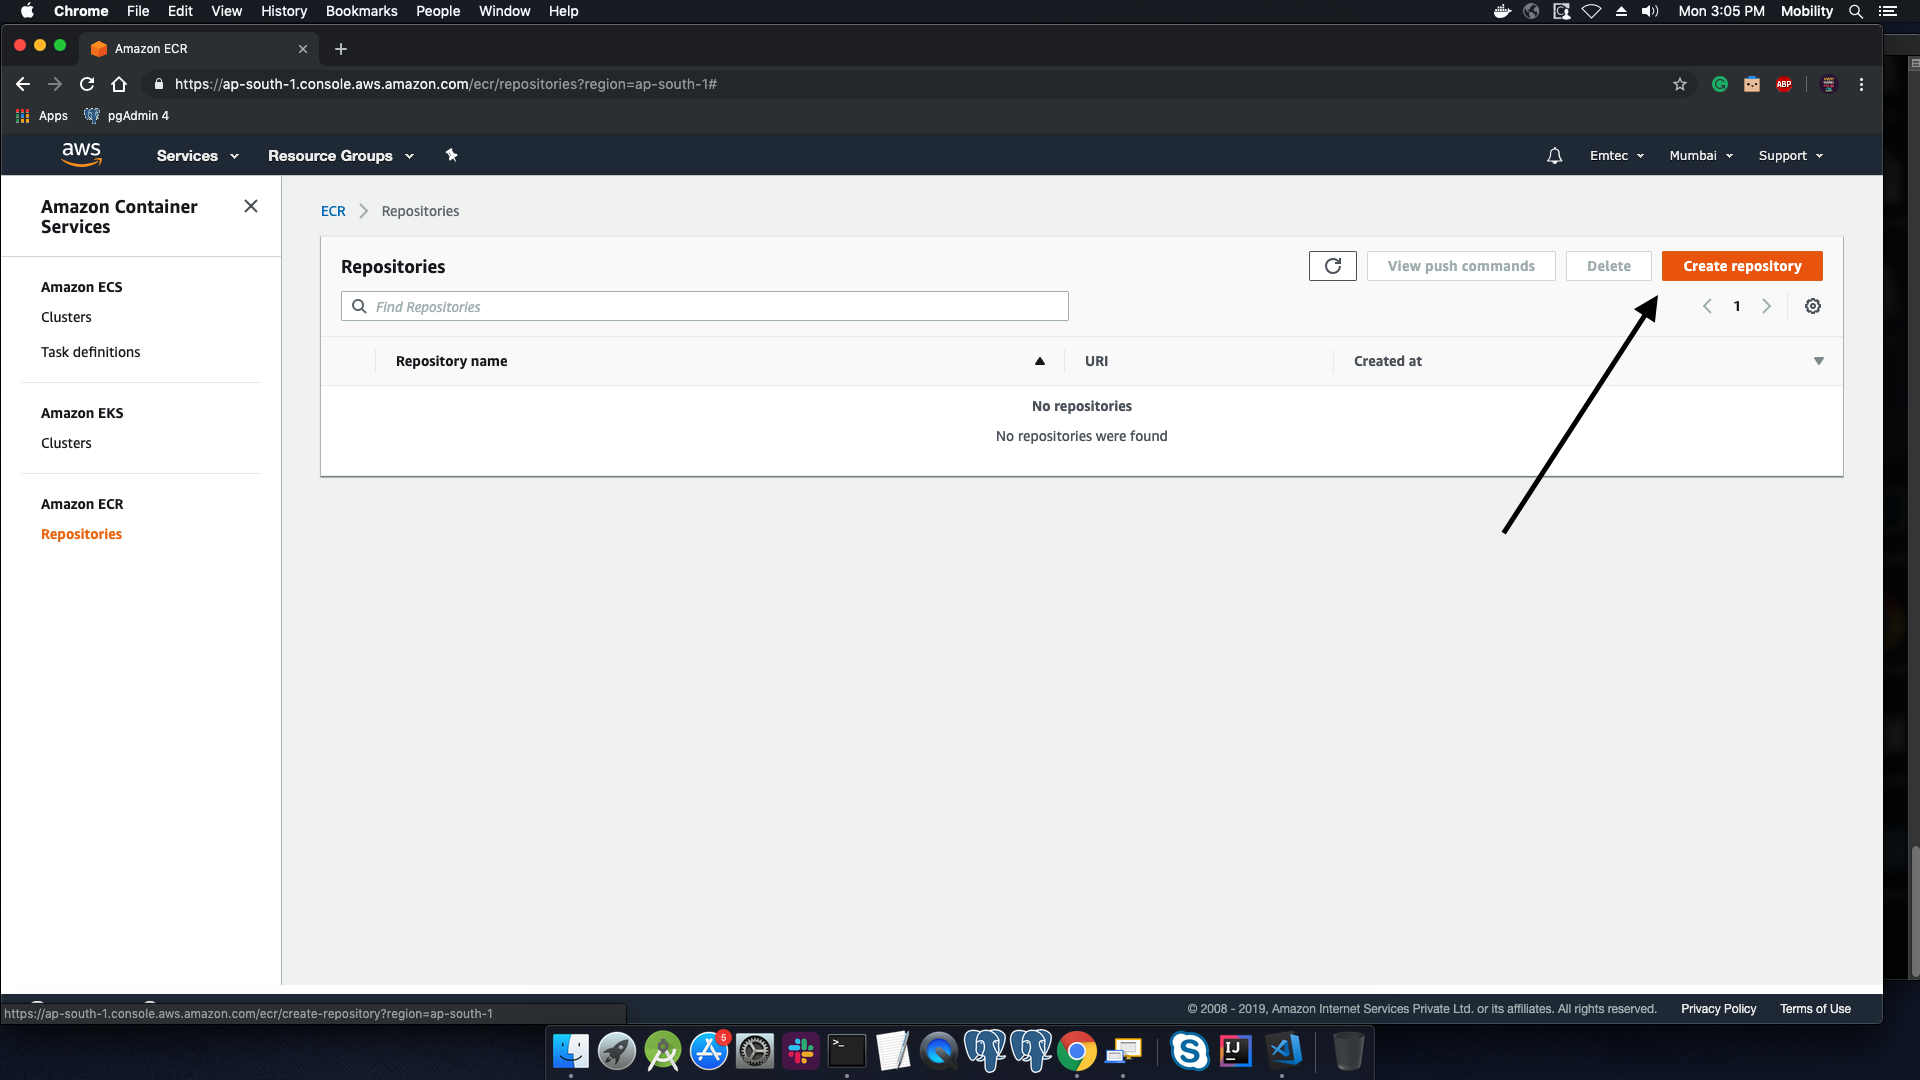 Chrome File Edit View History Bookmarks People Window Help Mon 3:05 PM Mobility
Amazon ECR
https://ap-south-1.console.aws.amazon.com/ecr/repositories?region=ap-south-1#
ABP
Apps pgAdmin 4
aws Services Resource Groups Emtec Mumbai Support
Amazon Container
Services
Amazon ECS
Clusters
Task definitions
Amazon EKS
Clusters
Amazon ECR
Repositories
ECR Repositories
Repositories View push commands Delete Create repository
Find Repositories 1
Repository name URI Created at
No repositories
No repositories were found
© 2008 - 2019, Amazon Internet Services Private Ltd. or its affiliates. All rights reserved. Privacy Policy Terms of Use
https://ap-south-1.console.aws.amazon.com/ecr/create-repository?region=ap-south-1
5
>_
IJ